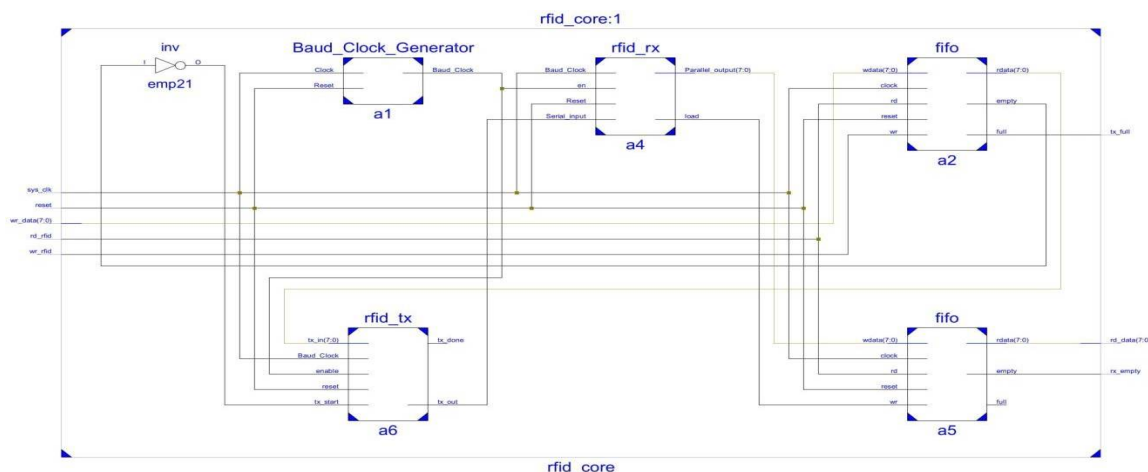 rfid_core:1
inv
I
O
emp21
Baud_Clock_Generator
Clock
Baud_Clock
Reset
a1
rfid_rx
Baud_Clock
Parallel_output(7:0)
en
Reset
Serial_input
load
a4
fifo
wdata(7:0)
rdata(7:0)
clock
rd
empty
reset
wr
full
tx_full
a2
sys_clk
reset
wr_data(7:0)
rd_rfid
wr_rfid
rfid_tx
tx_in(7:0)
tx_done
Baud_Clock
enable
reset
tx_start
tx_out
a6
fifo
wdata(7:0)
rdata(7:0)
rd_data(7:0)
clock
rd
empty
rx_empty
reset
wr
full
a5
rfid_core